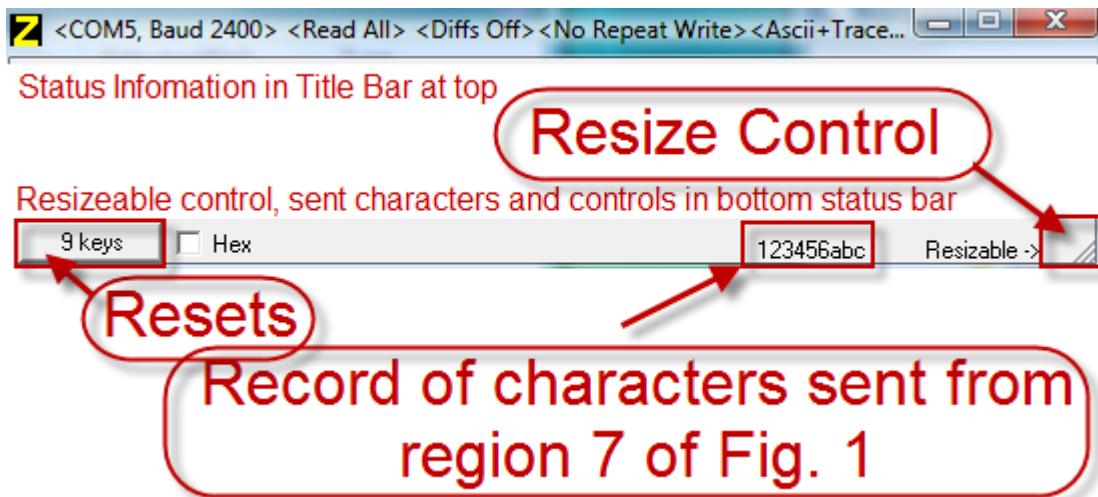 Z <COM5, Baud 2400> <Read All> <Diffs Off><No Repeat Write><Ascii+Trace...
Status Infomation in Title Bar at top
Resize Control
Resizeable control, sent characters and controls in bottom status bar
9 keys Hex 123456abc Resizable ->
Resets
Record of characters sent from
region 7 of Fig. 1